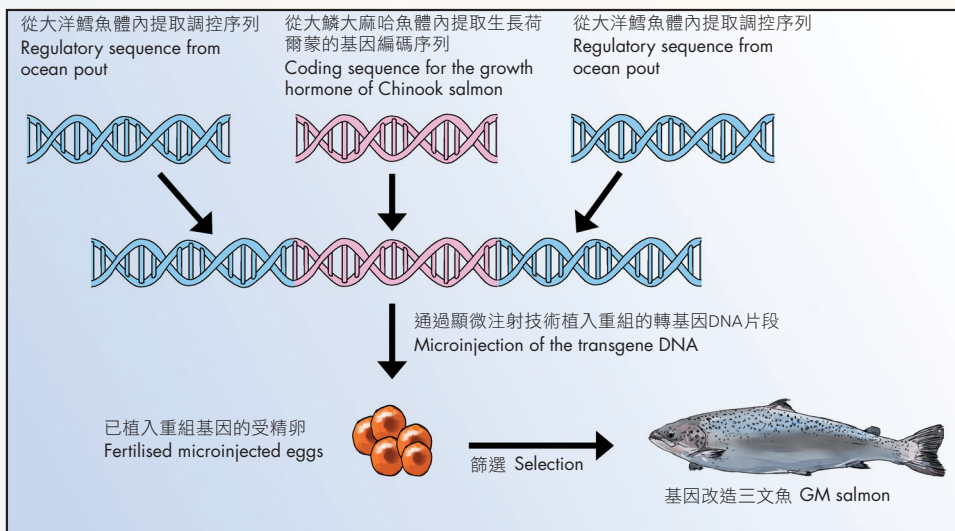 從大洋鱈魚體內提取調控序列
Regulatory sequence from
ocean pout
從大鱗大麻哈魚體內提取生長荷
爾蒙的基因編碼序列
Coding sequence for the growth
hormone of Chinook salmon
從大洋鱈魚體內提取調控序列
Regulatory sequence from
ocean pout
通過顯微注射技術植入重組的轉基因DNA片段
Microinjection of the transgene DNA
已植入重組基因的受精卵
Fertilised microinjected eggs
篩選 Selection
基因改造三文魚 GM salmon